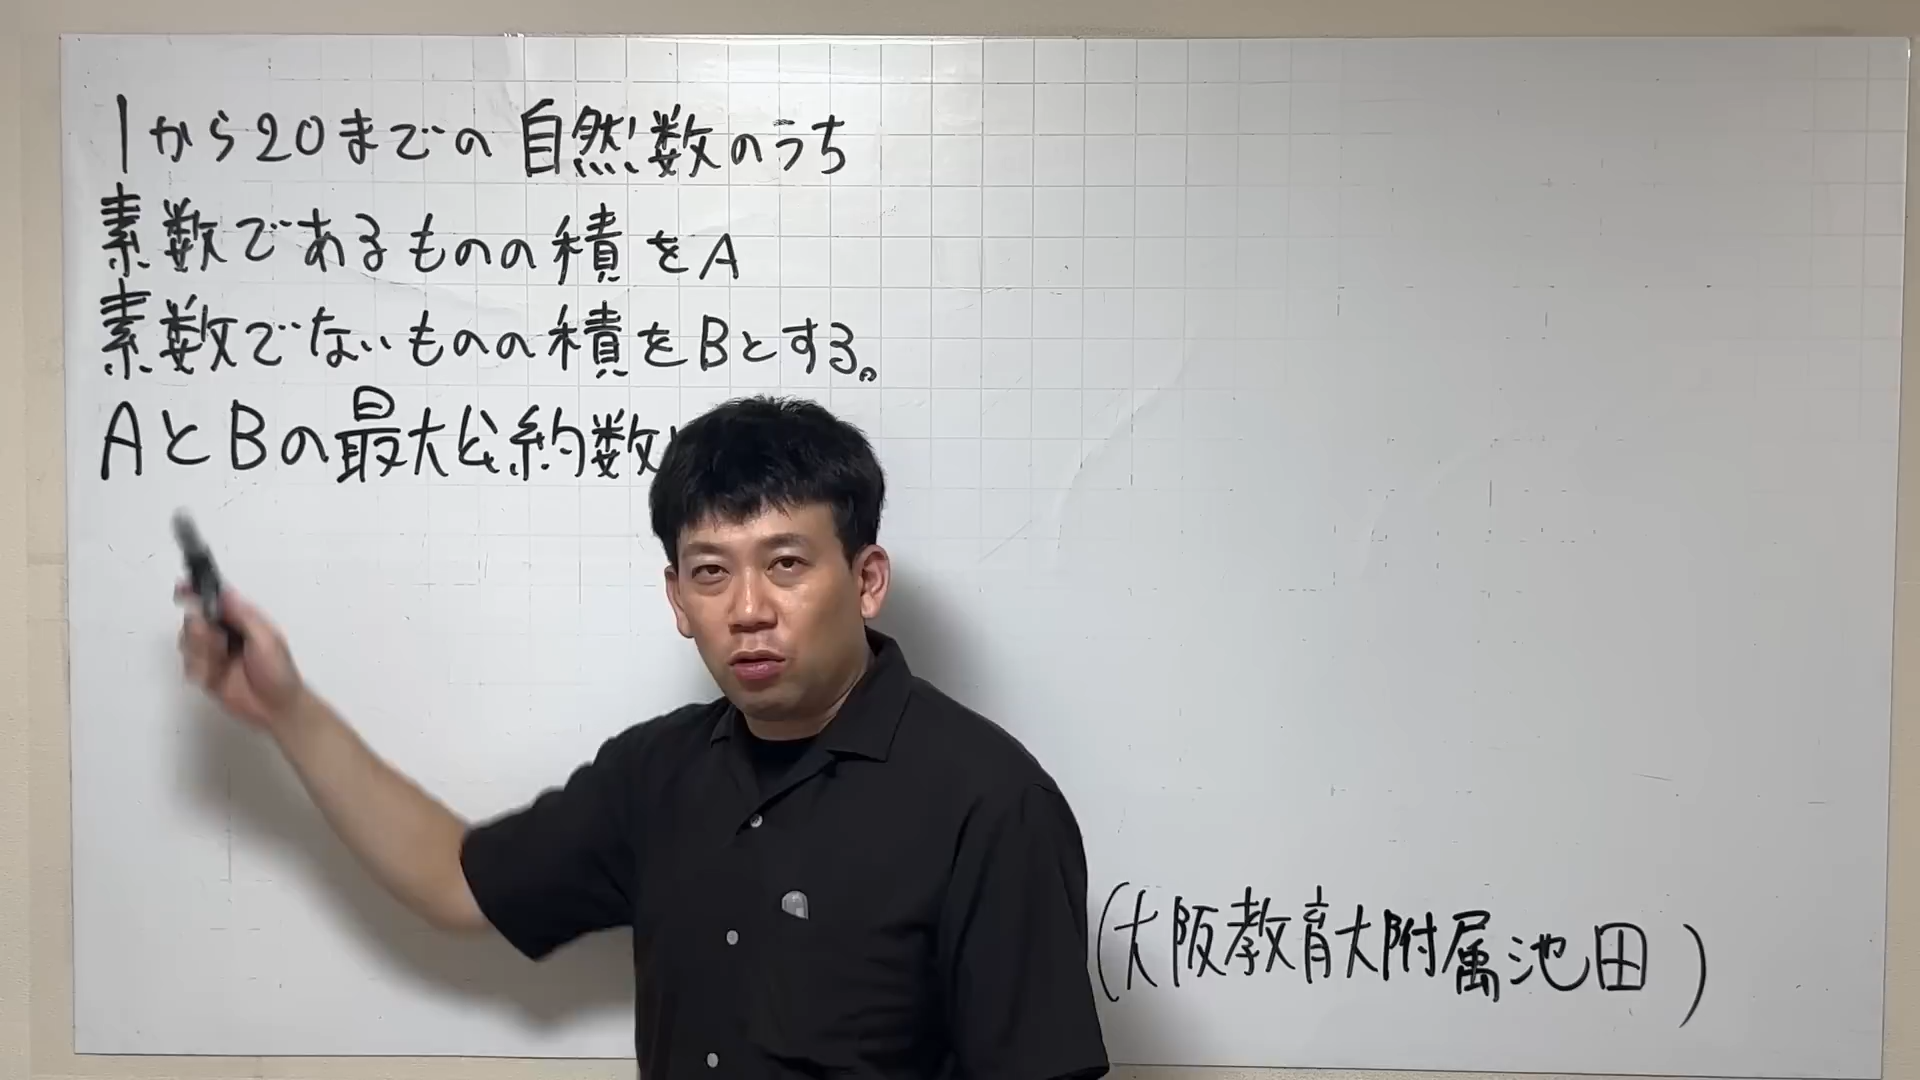 1から20までの自然数のうち
素数であるものの積をA
素数でないものの積をBとする。
AとBの最大公約数
(大阪教育大附属池田)